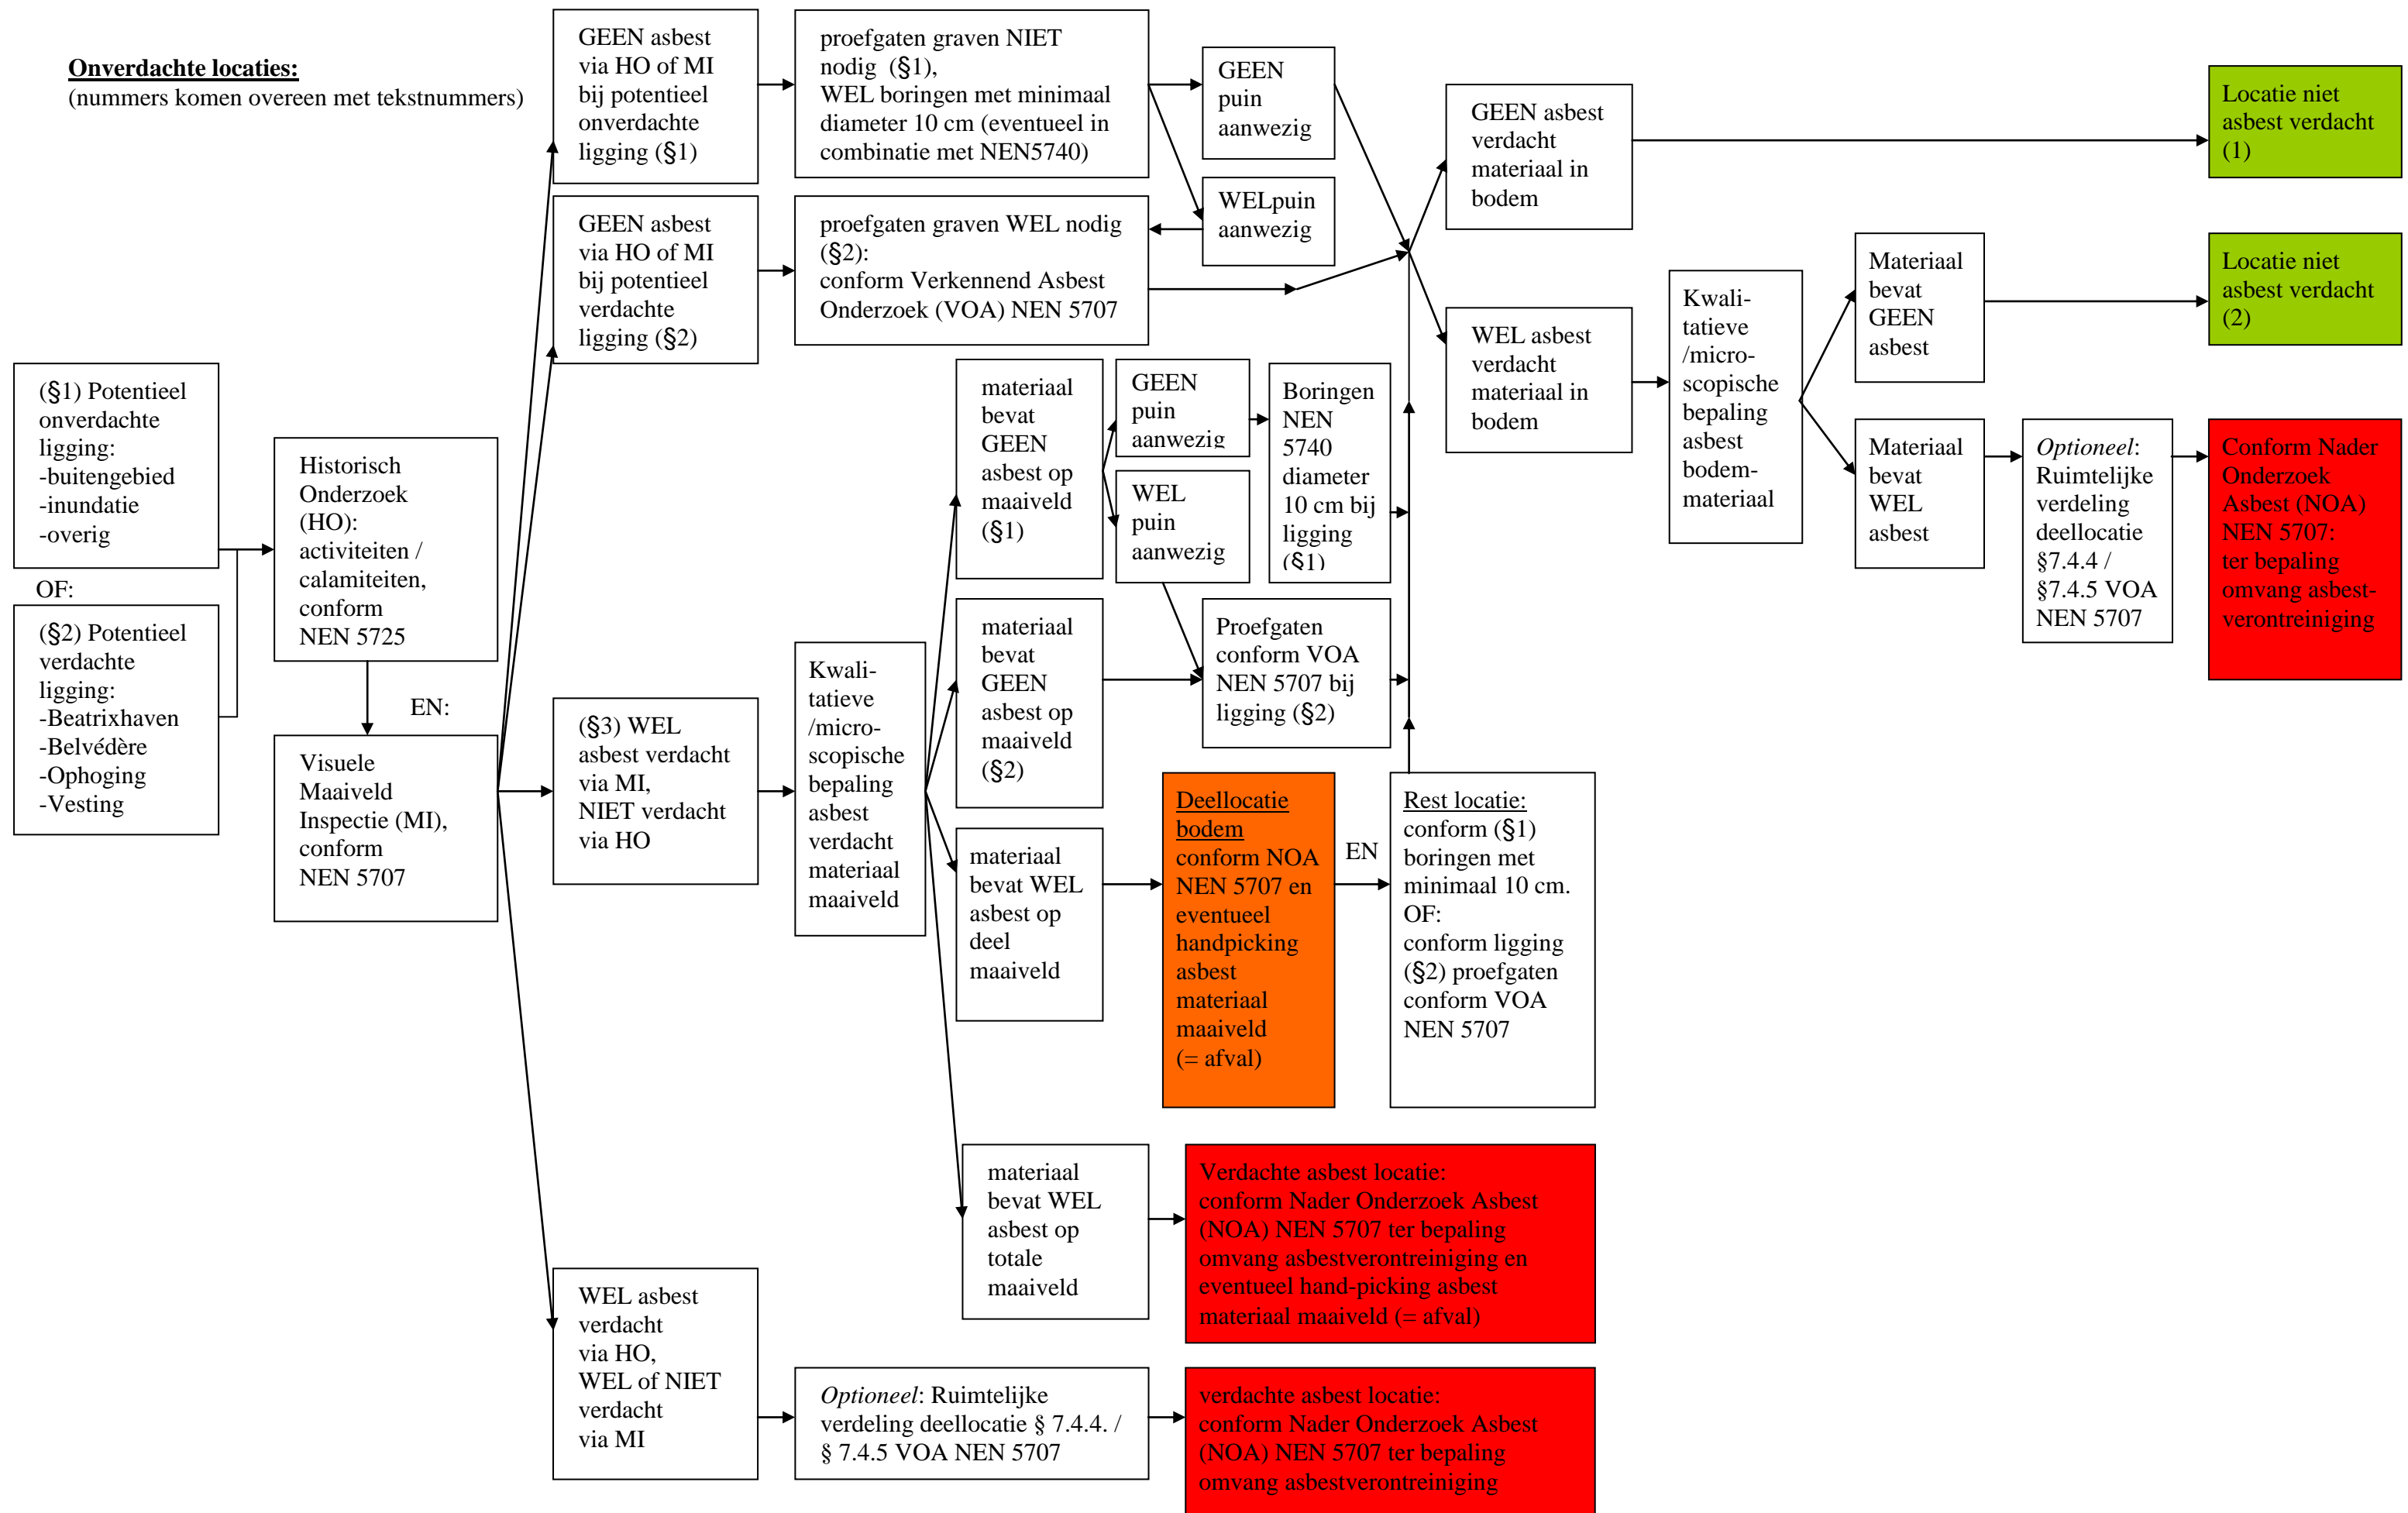 Onverdachte locaties:
(nummers komen overeen met tekstnummers)
(§1) Potentieel
onverdachte
ligging:
-buitengebied
-inundatie
-overig
OF:
(§2) Potentieel
verdachte
ligging:
-Beatrixhaven
-Belvédère
-Ophoging
-Vesting
Historisch
Onderzoek
(HO):
activiteiten /
calamiteiten,
conform
NEN 5725
EN:
Visuele
Maaiveld
Inspectie (MI),
conform
NEN 5707
GEEN asbest
via HO of MI
bij potentieel
onverdachte
ligging (§1)
proefgaten graven NIET
nodig (§1),
WEL boringen met minimaal
diameter 10 cm (eventueel in
combinatie met NEN5740)
GEEN
puin
aanwezig
WELpuin
aanwezig
GEEN asbest
via HO of MI
bij potentieel
verdachte
ligging (§2)
proefgaten graven WEL nodig
(§2):
conform Verkennend Asbest
Onderzoek (VOA) NEN 5707
GEEN asbest
verdacht
materiaal in
bodem
Locatie niet
asbest verdacht
(1)
WEL asbest
verdacht
materiaal in
bodem
Kwali-
tatieve
/micro-
scopische
bepaling
asbest
bodem-
materiaal
Materiaal
bevat
GEEN
asbest
Locatie niet
asbest verdacht
(2)
Materiaal
bevat
WEL
asbest
Optioneel:
Ruimtelijke
verdeling
deellocatie
§7.4.4 /
§7.4.5 VOA
NEN 5707
Conform Nader
Onderzoek
Asbest (NOA)
NEN 5707:
ter bepaling
omvang asbest-
verontreiniging
(§3) WEL
asbest verdacht
via MI,
NIET verdacht
via HO
Kwali-
tatieve
/micro-
scopische
bepaling
asbest
verdacht
materiaal
maaiveld
materiaal
bevat
GEEN
asbest op
maaiveld
(§1)
GEEN
puin
aanwezig
WEL
puin
aanwezig
Boringen
NEN
5740
diameter
10 cm bij
ligging
(§1)
materiaal
bevat
GEEN
asbest op
maaiveld
(§2)
Proefgaten
conform VOA
NEN 5707 bij
ligging (§2)
materiaal
bevat WEL
asbest op
deel
maaiveld
Deellocatie
bodem
conform NOA
NEN 5707 en
eventueel
handpicking
asbest
materiaal
maaiveld
(= afval)
EN
Rest locatie:
conform (§1)
boringen met
minimaal 10 cm.
OF:
conform ligging
(§2) proefgaten
conform VOA
NEN 5707
materiaal
bevat WEL
asbest op
totale
maaiveld
Verdachte asbest locatie:
conform Nader Onderzoek Asbest
(NOA) NEN 5707 ter bepaling
omvang asbestverontreiniging en
eventueel hand-picking asbest
materiaal maaiveld (= afval)
WEL asbest
verdacht
via HO,
WEL of NIET
verdacht
via MI
Optioneel: Ruimtelijke
verdeling deellocatie § 7.4.4. /
§ 7.4.5 VOA NEN 5707
verdachte asbest locatie:
conform Nader Onderzoek Asbest
(NOA) NEN 5707 ter bepaling
omvang asbestverontreiniging